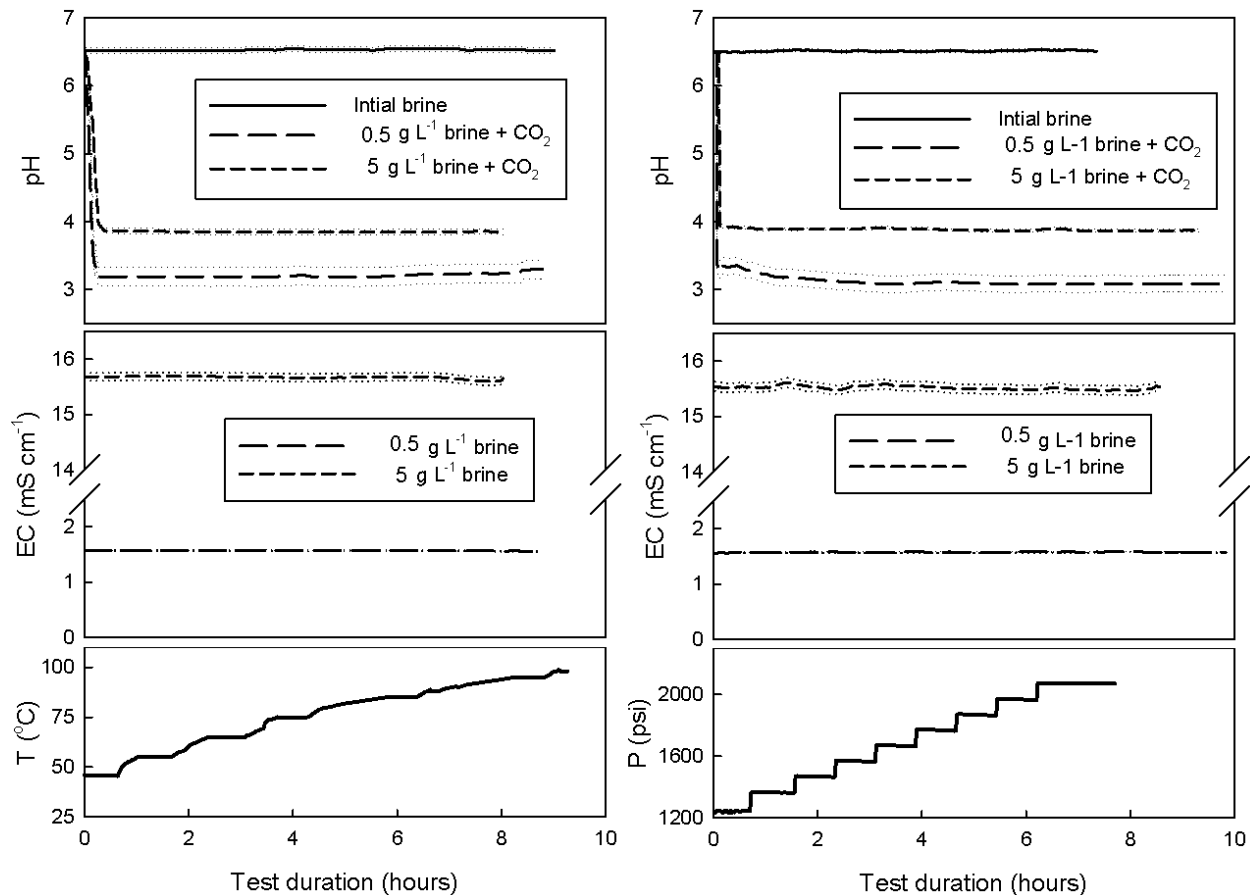 7
6
5
4
3
pH
Intial brine
0.5 g L-1 brine + CO2
5 g L-1 brine + CO2
16
15
14
2
1
0
EC (mS cm-1)
0.5 g L-1 brine
5 g L-1 brine
100
75
50
25
T (oC)
0
2
4
6
8
10
Test duration (hours)
7
6
5
4
3
pH
Intial brine
0.5 g L-1 brine + CO2
5 g L-1 brine + CO2
16
15
14
2
1
0
EC (mS cm-1)
0.5 g L-1 brine
5 g L-1 brine
2000
1600
1200
P (psi)
0
2
4
6
8
10
Test duration (hours)